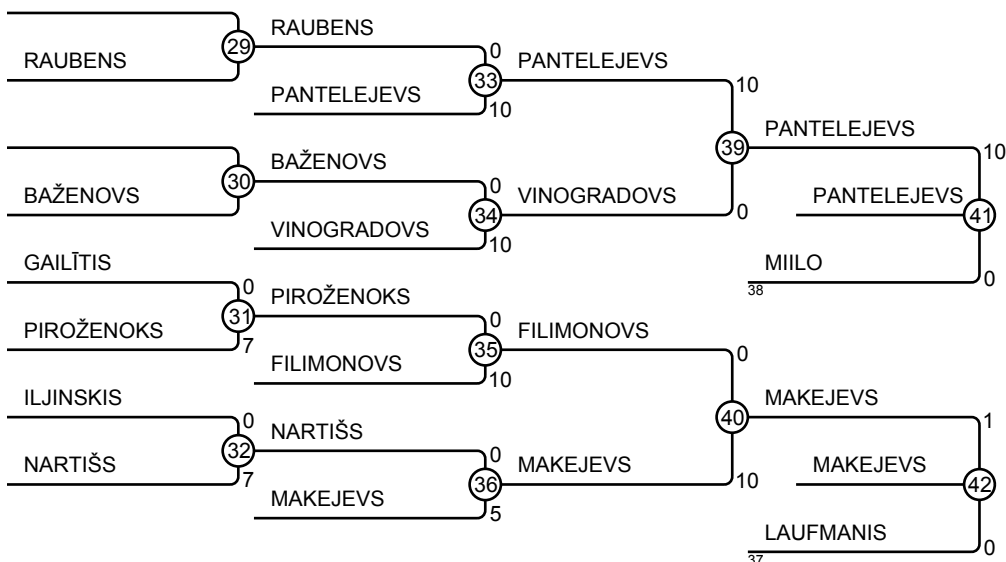 RAUBENS
29
RAUBENS
0
33
PANTELEJEVS
10
PANTELEJEVS
10
39
PANTELEJEVS
10
BAŽENOVS
30
BAŽENOVS
0
34
VINOGRADOVS
0
VINOGRADOVS
10
PANTELEJEVS
41
MIILO
38
0
GAILĪTIS
0
31
PIROŽENOKS
7
PIROŽENOKS
0
35
FILIMONOVS
0
FILIMONOVS
10
40
MAKEJEVS
1
ILJINSKIS
0
32
NARTIŠS
7
NARTIŠS
0
36
MAKEJEVS
10
MAKEJEVS
5
MAKEJEVS
42
LAUFMANIS
37
0